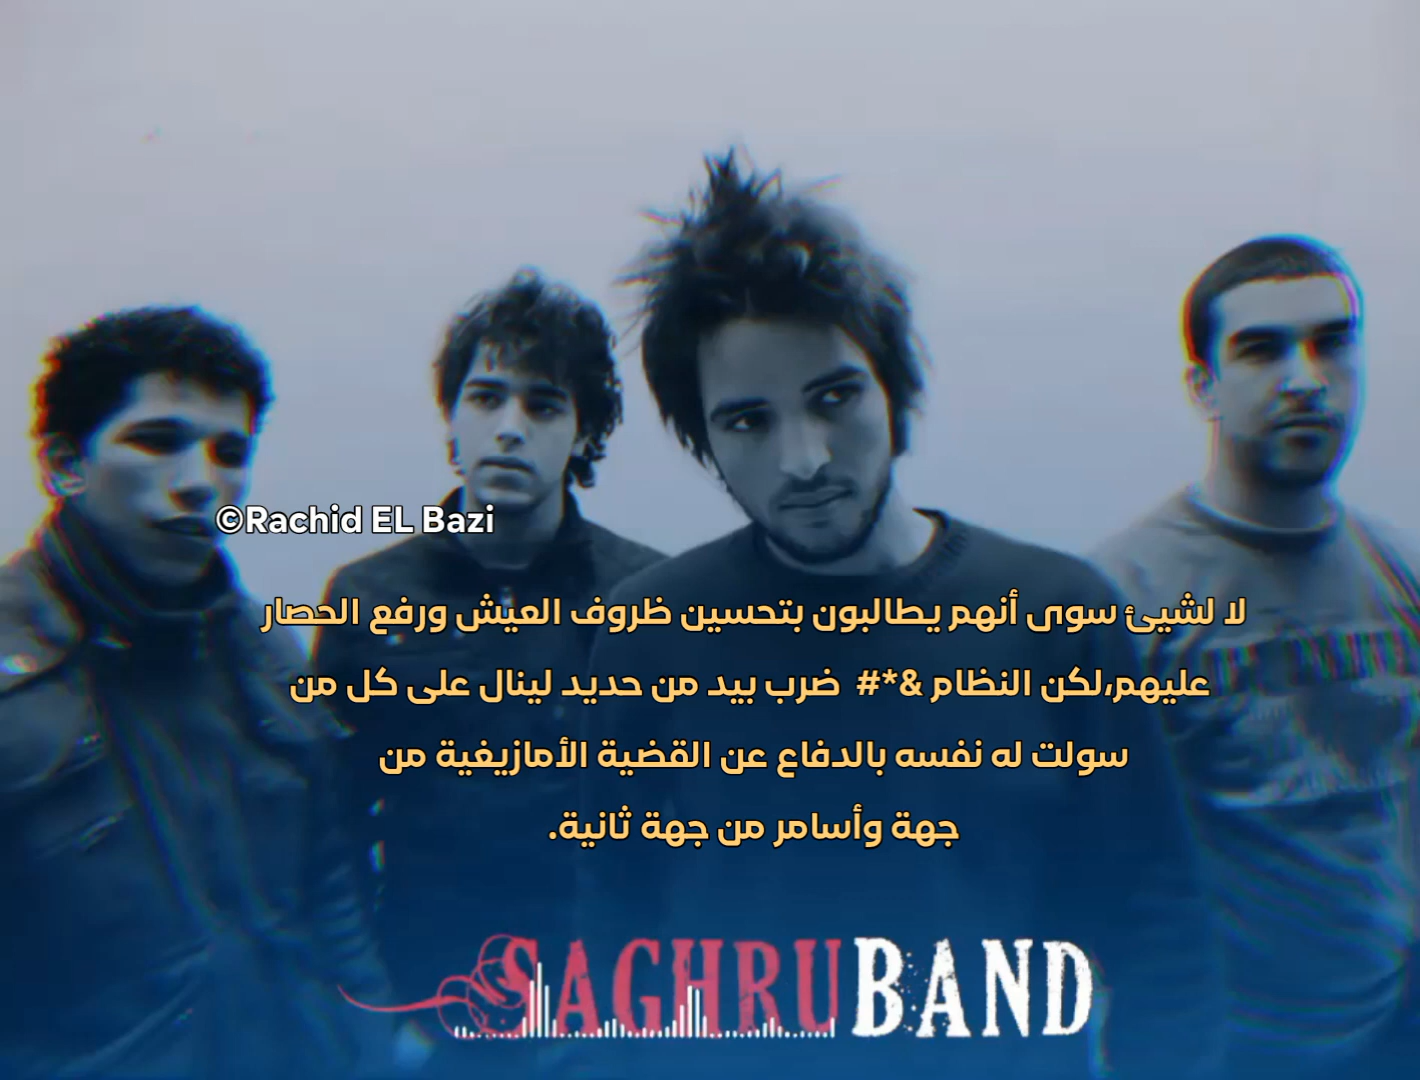 ©Rachid EL Bazi
لا لشيئ سوى أنهم يطالبون بتحسين ظروف العيش ورفع الحصار
عليهم،لكن النظام &*# ضرب بيد من حديد لينال على كل من
سولت له نفسه بالدفاع عن القضية الأمازيغية من
جهة وأسامر من جهة ثانية.
SAGHRUBAND